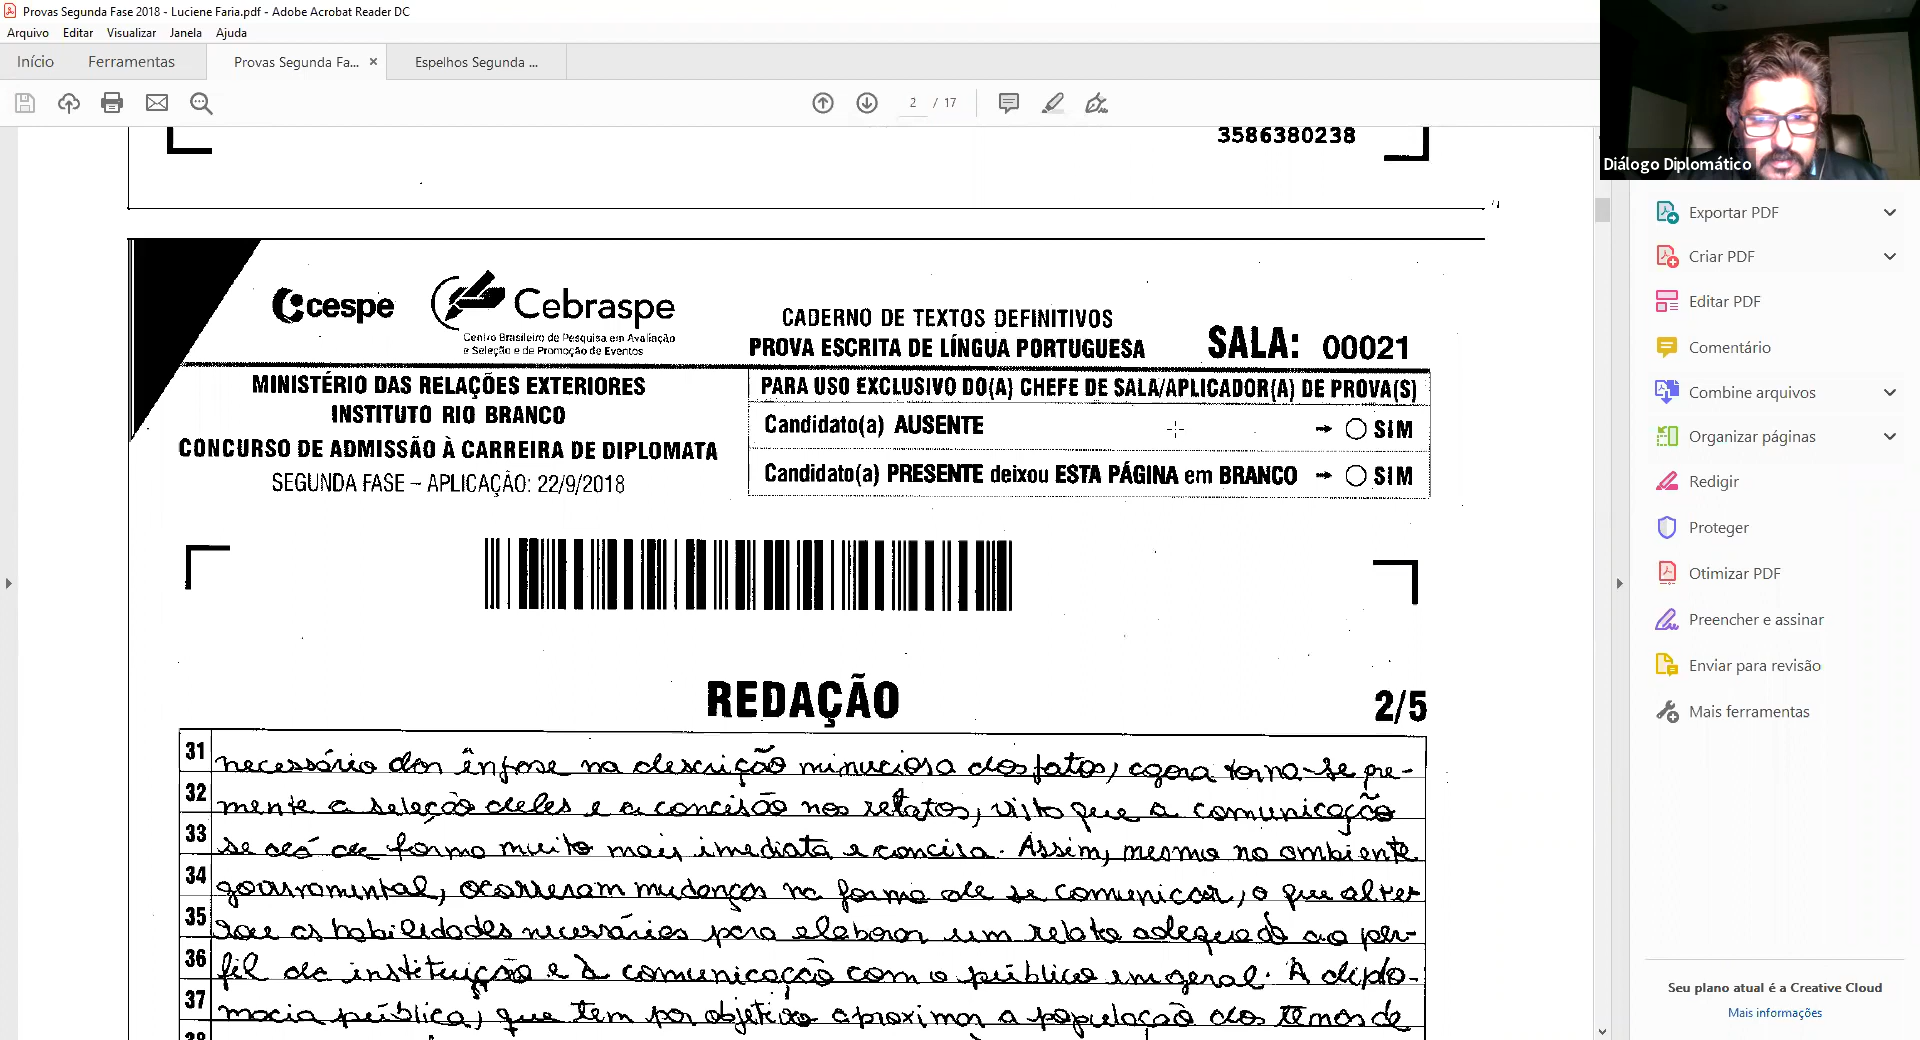 Provas Segunda Fase 2018 - Luciene Faria.pdf - Adobe Acrobat Reader DC
Arquivo Editar Visualizar Janela Ajuda
Início Ferramentas Provas Segunda Fa... × Espelhos Segunda ...
2 / 17
3586380238
Diálogo Diplomático
cespe Cebraspe
Centro Brasileiro de Pesquisa em Avaliação
e Seleção e de Promoção de Eventos
CADERNO DE TEXTOS DEFINITIVOS
PROVA ESCRITA DE LÍNGUA PORTUGUESA
SALA: 00021
MINISTÉRIO DAS RELAÇÕES EXTERIORES
INSTITUTO RIO BRANCO
CONCURSO DE ADMISSÃO À CARREIRA DE DIPLOMATA
SEGUNDA FASE – APLICAÇÃO: 22/9/2018
PARA USO EXCLUSIVO DO(A) CHEFE DE SALA/APLICADOR(A) DE PROVA(S)
Candidato(a) AUSENTE → SIM
Candidato(a) PRESENTE deixou ESTA PÁGINA em BRANCO → SIM
REDAÇÃO
2/5
31 necessário dar ênfase na descrição minuciosa dos fatos, agora torna-se pre-
32 mente a seleção deles e a concisão nos relatos, visto que a comunicação
33 se dá de forma muito mais imediata e concisa. Assim, mesmo no ambiente
34 governamental, ocorreram mudanças na forma de se comunicar, o que alter
35 rou as habilidades necessárias para elaborar um relato adequado ao per-
36 fil da instituição e à comunicação com o público em geral. A diplo-
37 macia pública, que tem por objetivo aproximar a população dos temas de
38
Exportar PDF
Criar PDF
Editar PDF
Comentário
Combine arquivos
Organizar páginas
Redigir
Proteger
Otimizar PDF
Preencher e assinar
Enviar para revisão
Mais ferramentas
Seu plano atual é a Creative Cloud
Mais informações